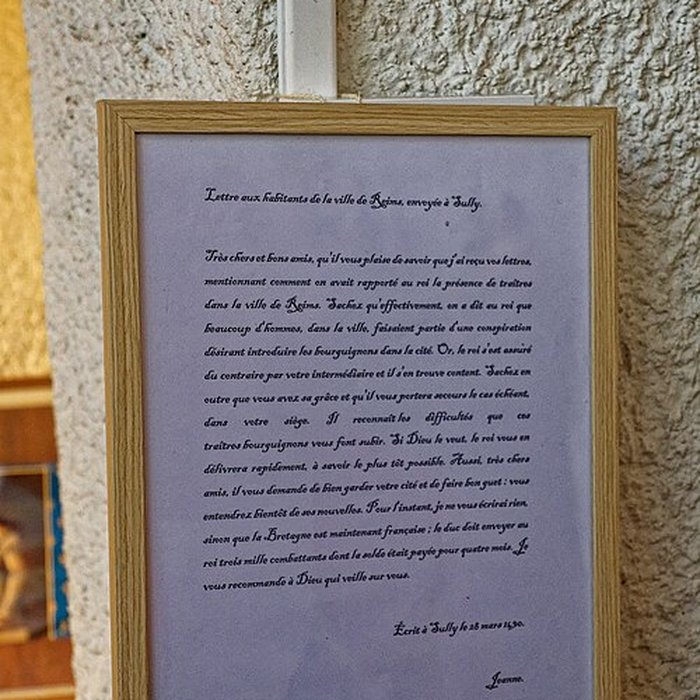 Lettre aux habitants de la ville de Reims, envoyée à Sully.
Très chers et bons amis, qu'il vous plaise de savoir que j'ai reçu vos lettres,
mentionnant comment on avait rapporté au roi la présence de traîtres
dans la ville de Reims. Sachez qu'effectivement, on a dit au roi que
beaucoup d'hommes, dans la ville, faisaient partie d'une conspiration
désirant introduire les bourguignons dans la cité. Or, le roi s'est assuré
du contraire par votre intermédiaire et il s'en trouve content. Sachez en
outre que vous avez sa grâce et qu'il vous portera secours le cas échéant,
dans votre siège. Il reconnaît les difficultés que ces
traîtres bourguignons vous font subir. Si Dieu le veut, le roi vous en
délivrera rapidement, à savoir le plus tôt possible. Aussi, très chers
amis, il vous demande de bien garder votre cité et de faire bon guet : vous
entendrez bientôt de ses nouvelles. Pour l'instant, je ne vous écrirai rien,
sinon que la Bretagne est maintenant française ; le duc doit envoyer au
roi trois mille combattants dont la solde était payée pour quatre mois. Je
vous recommande à Dieu qui veille sur vous.
Écrit à Sully le 28 mars 1430.
Jeanne.